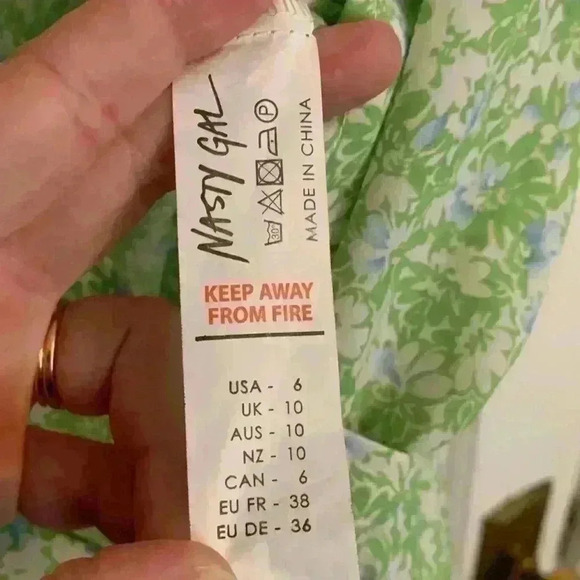 NASTY GAL
30°
P
MADE IN CHINA
KEEP AWAY
FROM FIRE
USA - 6
UK - 10
AUS - 10
NZ - 10
CAN - 6
EU FR - 38
EU DE - 36